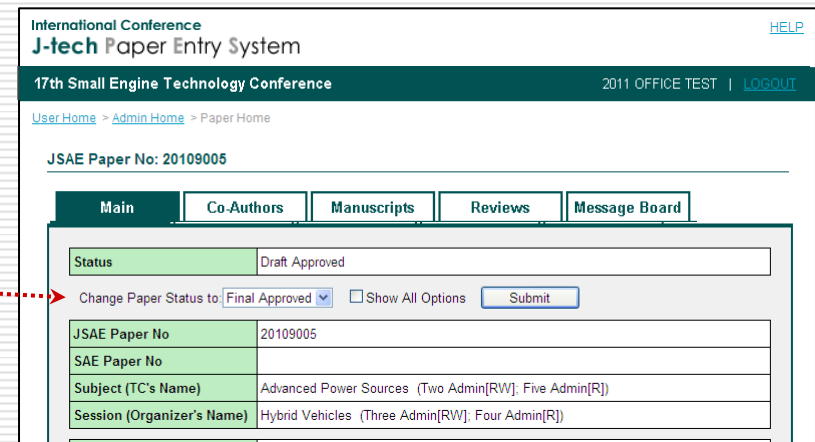 International Conference
HELP
J-tech Paper Entry System
17th Small Engine Technology Conference 2011 OFFICE TEST | LOGOUT
User Home > Admin Home > Paper Home
JSAE Paper No: 20109005
Main Co-Authors Manuscripts Reviews Message Board
Status Draft Approved
Change Paper Status to: Final Approved Show All Options Submit
JSAE Paper No 20109005
SAE Paper No
Subject (TC's Name) Advanced Power Sources (Two Admin[RW]; Five Admin[R])
Session (Organizer's Name) Hybrid Vehicles (Three Admin[RW]; Four Admin[R])